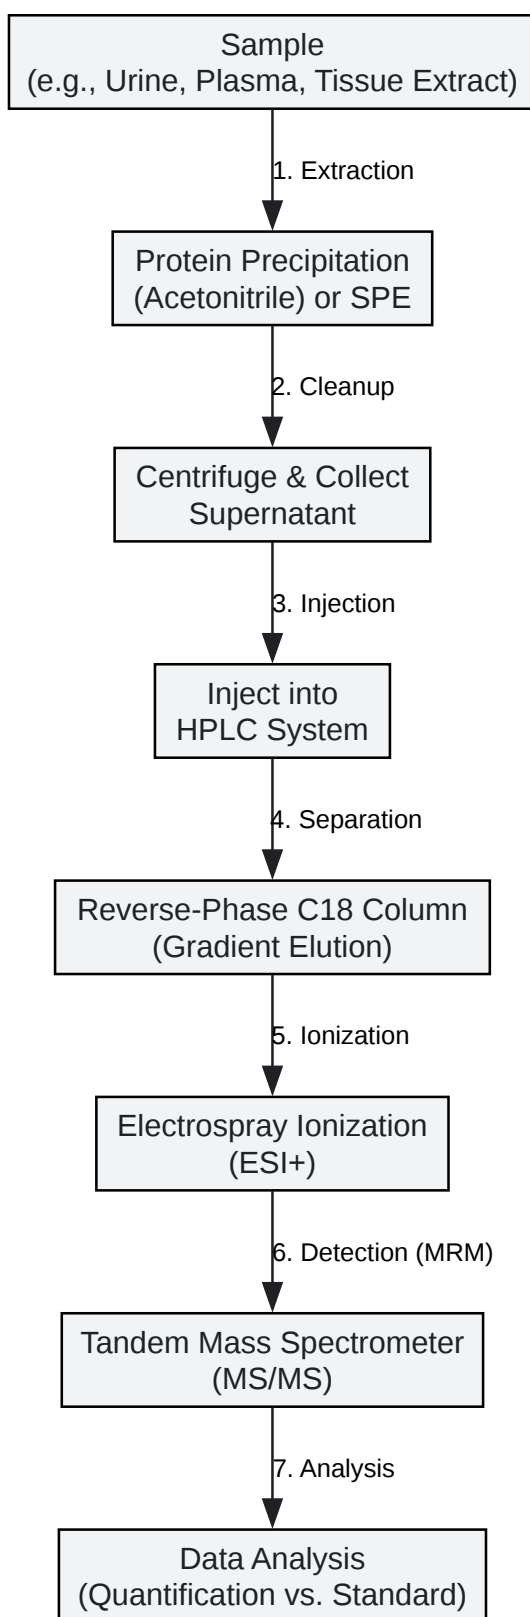 Sample
(e.g., Urine, Plasma, Tissue Extract)
1. Extraction
Protein Precipitation
(Acetonitrile) or SPE
2. Cleanup
Centrifuge & Collect
Supernatant
3. Injection
Inject into
HPLC System
4. Separation
Reverse-Phase C18 Column
(Gradient Elution)
5. Ionization
Electrospray Ionization
(ESI+)
6. Detection (MRM)
Tandem Mass Spectrometer
(MS/MS)
7. Analysis
Data Analysis
(Quantification vs. Standard)